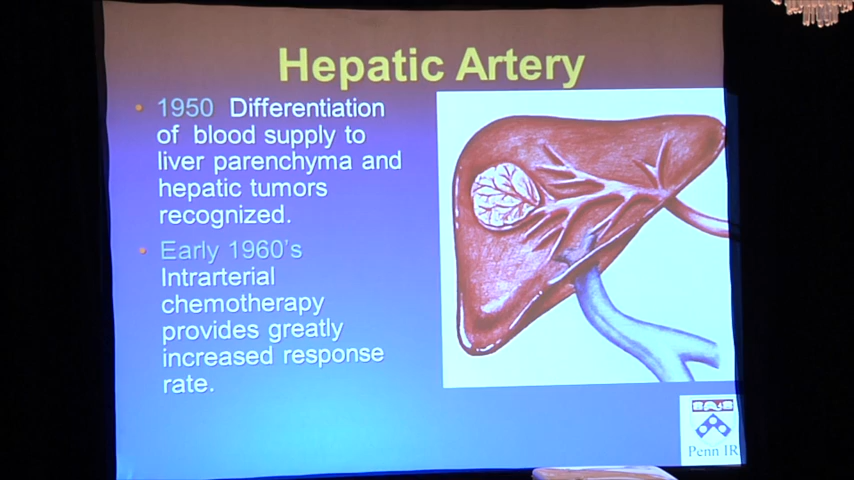 Hepatic Artery
1950 Differentiation
of blood supply to
liver parenchyma and
hepatic tumors
recognized.
Early 1960's
Intrarterial
chemotherapy
provides greatly
increased response
rate.
Penn IR